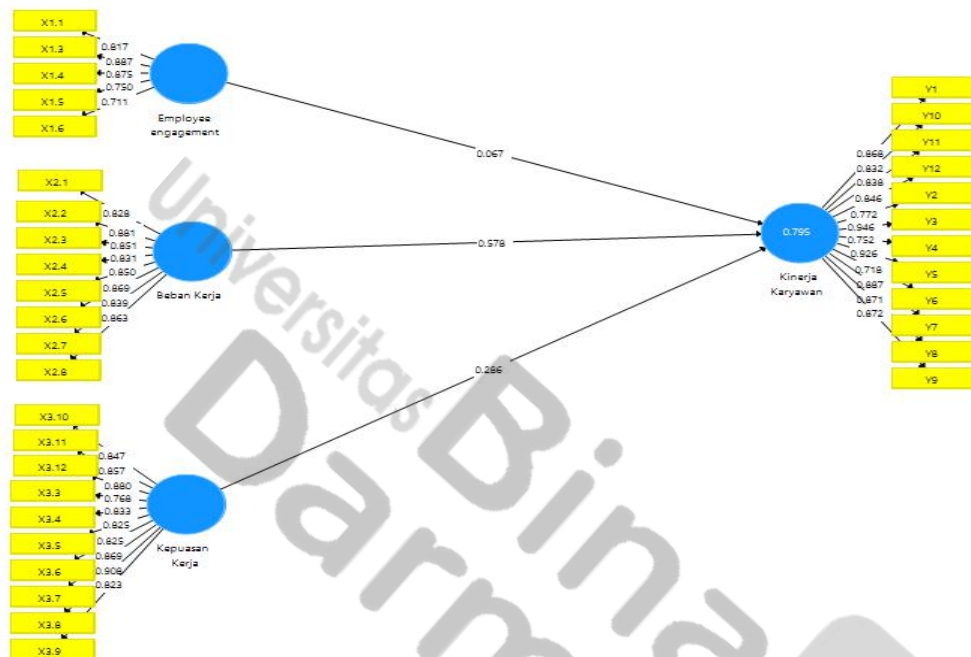 X1.1
X1.3
X1.4
X1.5
X1.6
0.817
0.887
0.875
0.750
0.711
Employee
engagement
X2.1
X2.2
X2.3
X2.4
X2.5
X2.6
X2.7
X2.8
0.828
0.881
0.851
0.831
0.850
0.869
0.839
0.863
Beban Kerja
X3.10
X3.11
X3.12
X3.3
X3.4
X3.5
X3.6
X3.7
X3.8
X3.9
0.847
0.857
0.880
0.768
0.833
0.825
0.825
0.869
0.908
0.823
Kepuasan
Kerja
0.067
0.578
0.286
0.795
Kinerja
Karyawan
0.868
0.832
0.838
0.846
0.772
0.946
0.752
0.926
0.718
0.887
0.871
0.872
Y1
Y10
Y11
Y12
Y2
Y3
Y4
Y5
Y6
Y7
Y8
Y9
Universitas
Bina
Darm